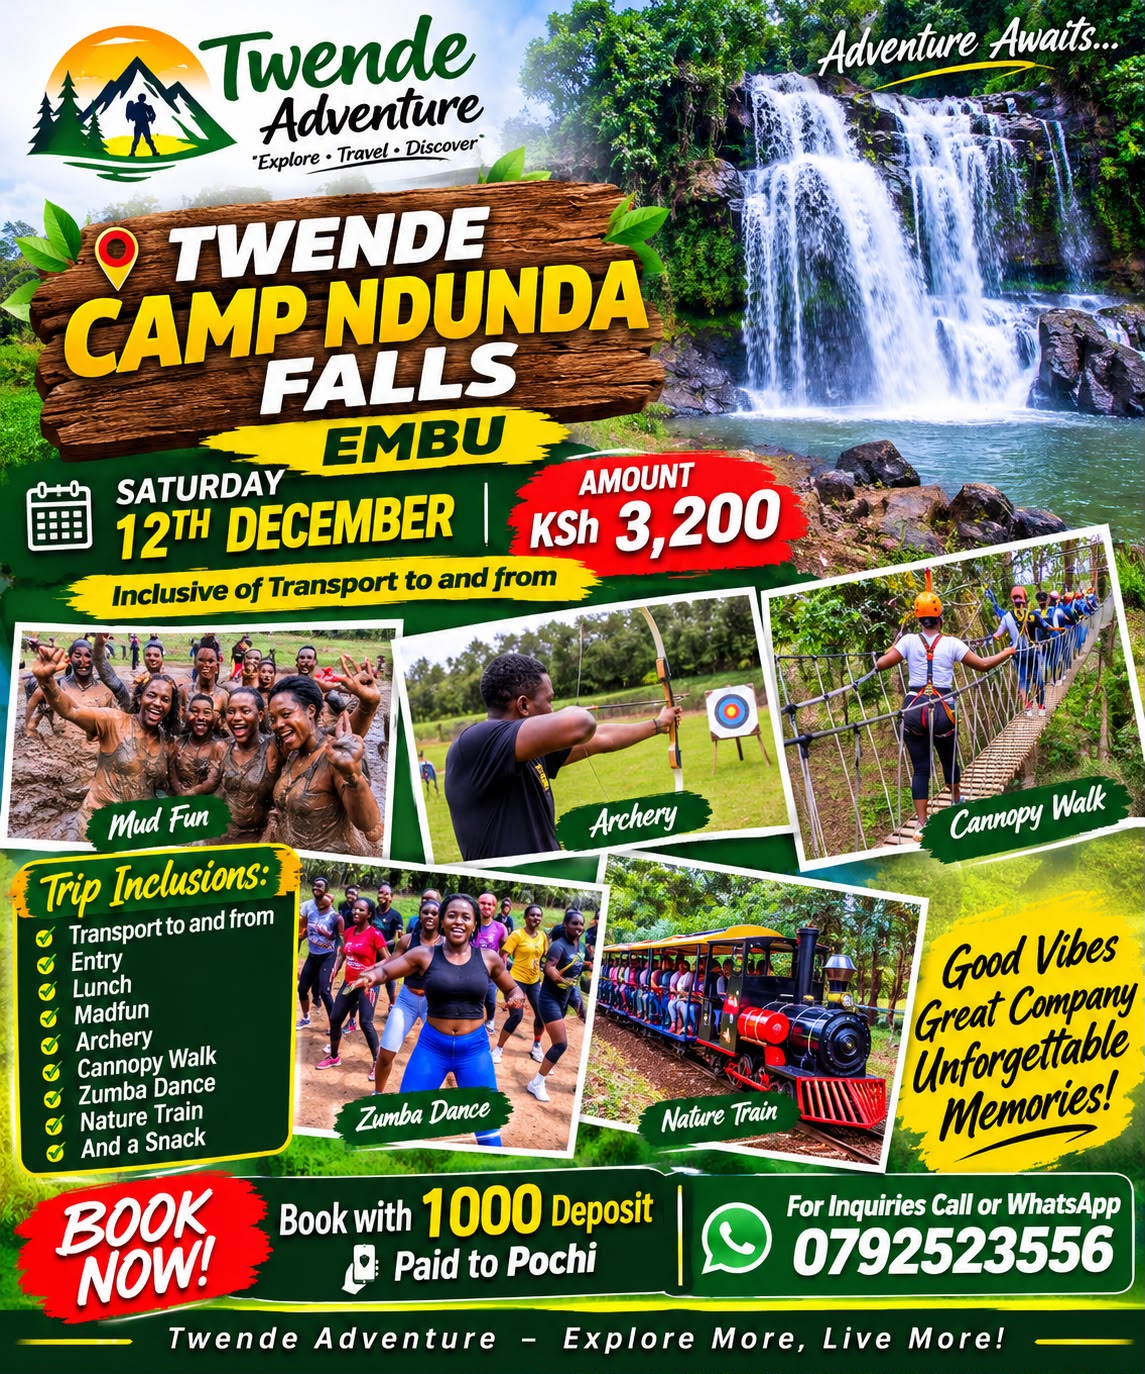 Twende
Adventure
"Explore • Travel • Discover"
Adventure Awaits...
TWENDE
CAMP NDUNDA
FALLS
EMBU
SATURDAY
12TH DECEMBER
AMOUNT
KSh 3,200
Inclusive of Transport to and from
Mud Fun
Archery
Cannopy Walk
Trip Inclusions:
Transport to and from
Entry
Lunch
Madfun
Archery
Cannopy Walk
Zumba Dance
Nature Train
And a Snack
Zumba Dance
Nature Train
Good Vibes
Great Company
Unforgettable
Memories!
BOOK
NOW!
Book with 1000 Deposit
Paid to Pochi
For Inquiries Call or WhatsApp
0792523556
Twende Adventure – Explore More, Live More!